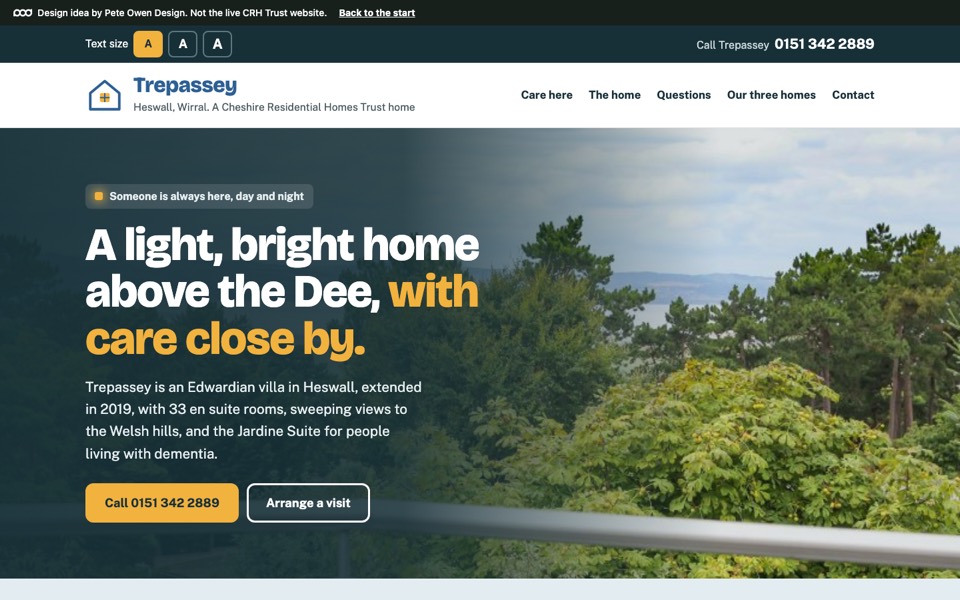 Design idea by Pete Owen Design. Not the live CRH Trust website. Back to the start
Text size A A A
Call Trepassey 0151 342 2889
Trepassey
Heswall, Wirral. A Cheshire Residential Homes Trust home
Care here The home Questions Our three homes Contact
Someone is always here, day and night
A light, bright home
above the Dee, with
care close by.
Trepassey is an Edwardian villa in Heswall, extended
in 2019, with 33 en suite rooms, sweeping views to
the Welsh hills, and the Jardine Suite for people
living with dementia.
Call 0151 342 2889 Arrange a visit